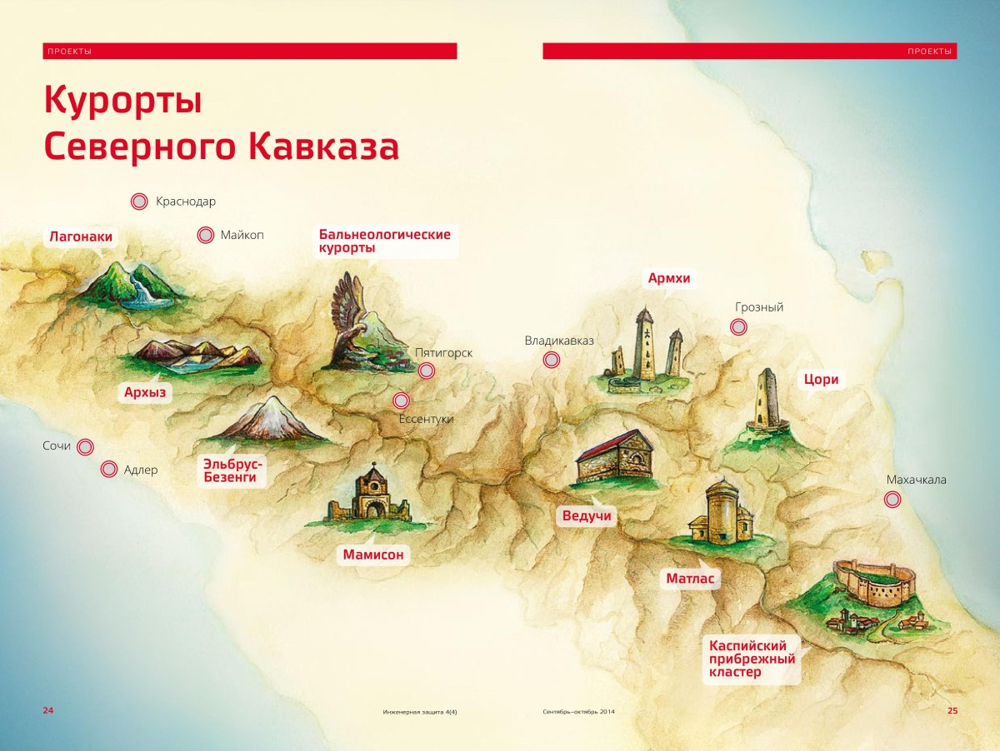 ПРОЕКТЫ
ПРОЕКТЫ
Курорты
Северного Кавказа
Краснодар
Лагонаки
Майкоп
Бальнеологические
курорты
Армхи
Грозный
Владикавказ
Пятигорск
Цори
Архыз
Ессентуки
Сочи
Адлер
Эльбрус-
Безенги
Махачкала
Ведучи
Мамисон
Матлас
Каспийский
прибрежный
кластер
24
Инженерная защита 4(4)
Сентябрь–октябрь 2014
25